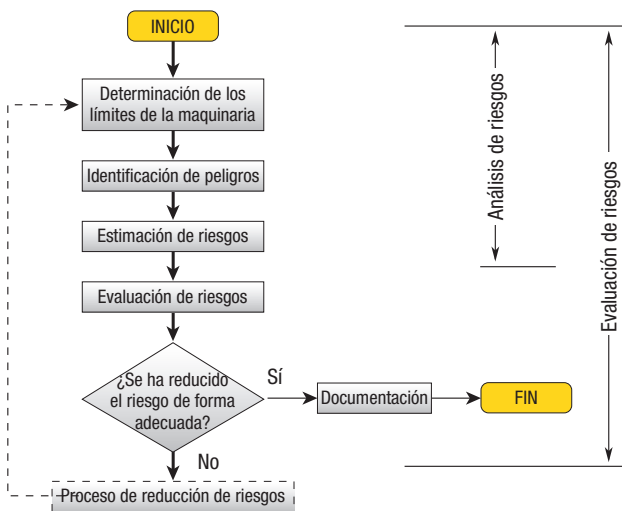 INICIO
Determinación de los
límites de la maquinaria
Identificación de peligros
Estimación de riesgos
Evaluación de riesgos
¿Se ha reducido
el riesgo de forma
adecuada?
Sí
Documentación
FIN
No
Proceso de reducción de riesgos
Análisis de riesgos
Evaluación de riesgos